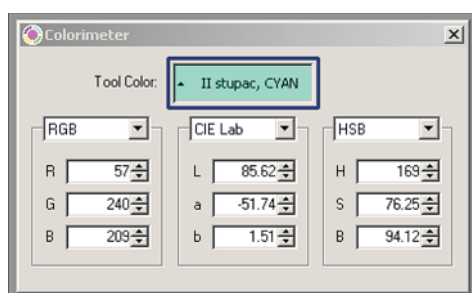 Colorimeter
Tool Color: II stupac, CYAN
RGB CIE Lab HSB
R 57 L 85.62 H 169
G 240 a -51.74 S 76.25
B 209 b 1.51 B 94.12